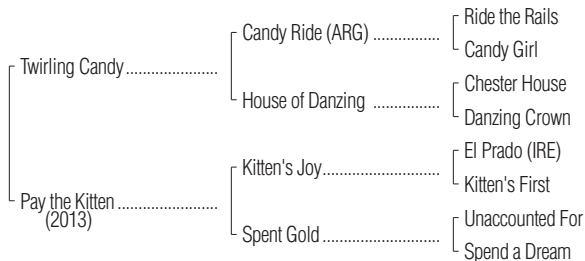 Ride the Rails
Candy Ride (ARG) ................
Candy Girl
Twirling Candy......................
Chester House
House of Danzing ................
Danzing Crown
El Prado (IRE)
Kitten's Joy............................
Kitten's First
Pay the Kitten ........................
(2013)
Unaccounted For
Spent Gold ............................
Spend a Dream